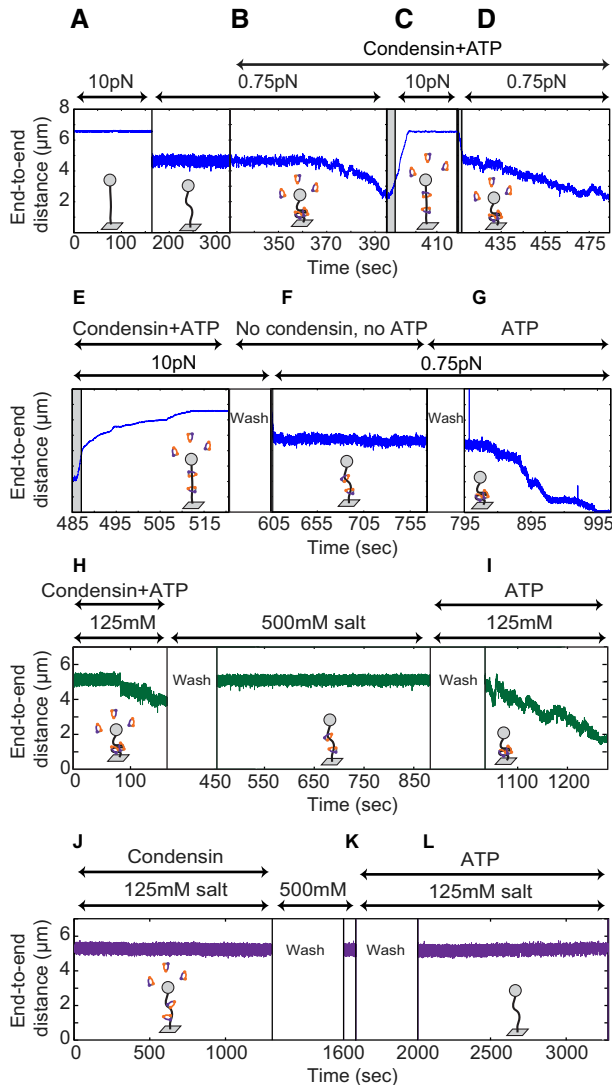 A B C D
Condensin+ATP
10pN 0.75pN 10pN 0.75pN
End-to-end
distance (μm)
8
6
4
2
0 100 200 300 350 370 390 410 435 455 475
Time (sec)
E F G
Condensin+ATP No condensin, no ATP ATP
10pN 0.75pN
End-to-end
distance (μm)
Wash Wash
485 495 505 515 605 655 705 755 795 895 995
Time (sec)
H I
Condensin+ATP ATP
125mM 500mM salt 125mM
End-to-end
distance (μm)
6
4
2
0
Wash Wash
0 100 450 550 650 750 850 1100 1200
Time (sec)
J K L
Condensin ATP
125mM salt 500mM 125mM salt
End-to-end
distance (μm)
6
4
2
0
Wash Wash
0 500 1000 1600 2000 2500 3000
Time (sec)